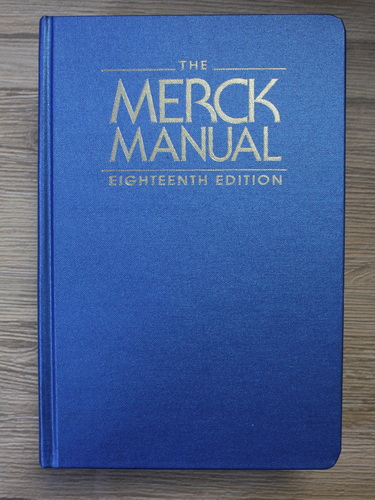 THE
MERCK
MANUAL
EIGHTEENTH EDITION